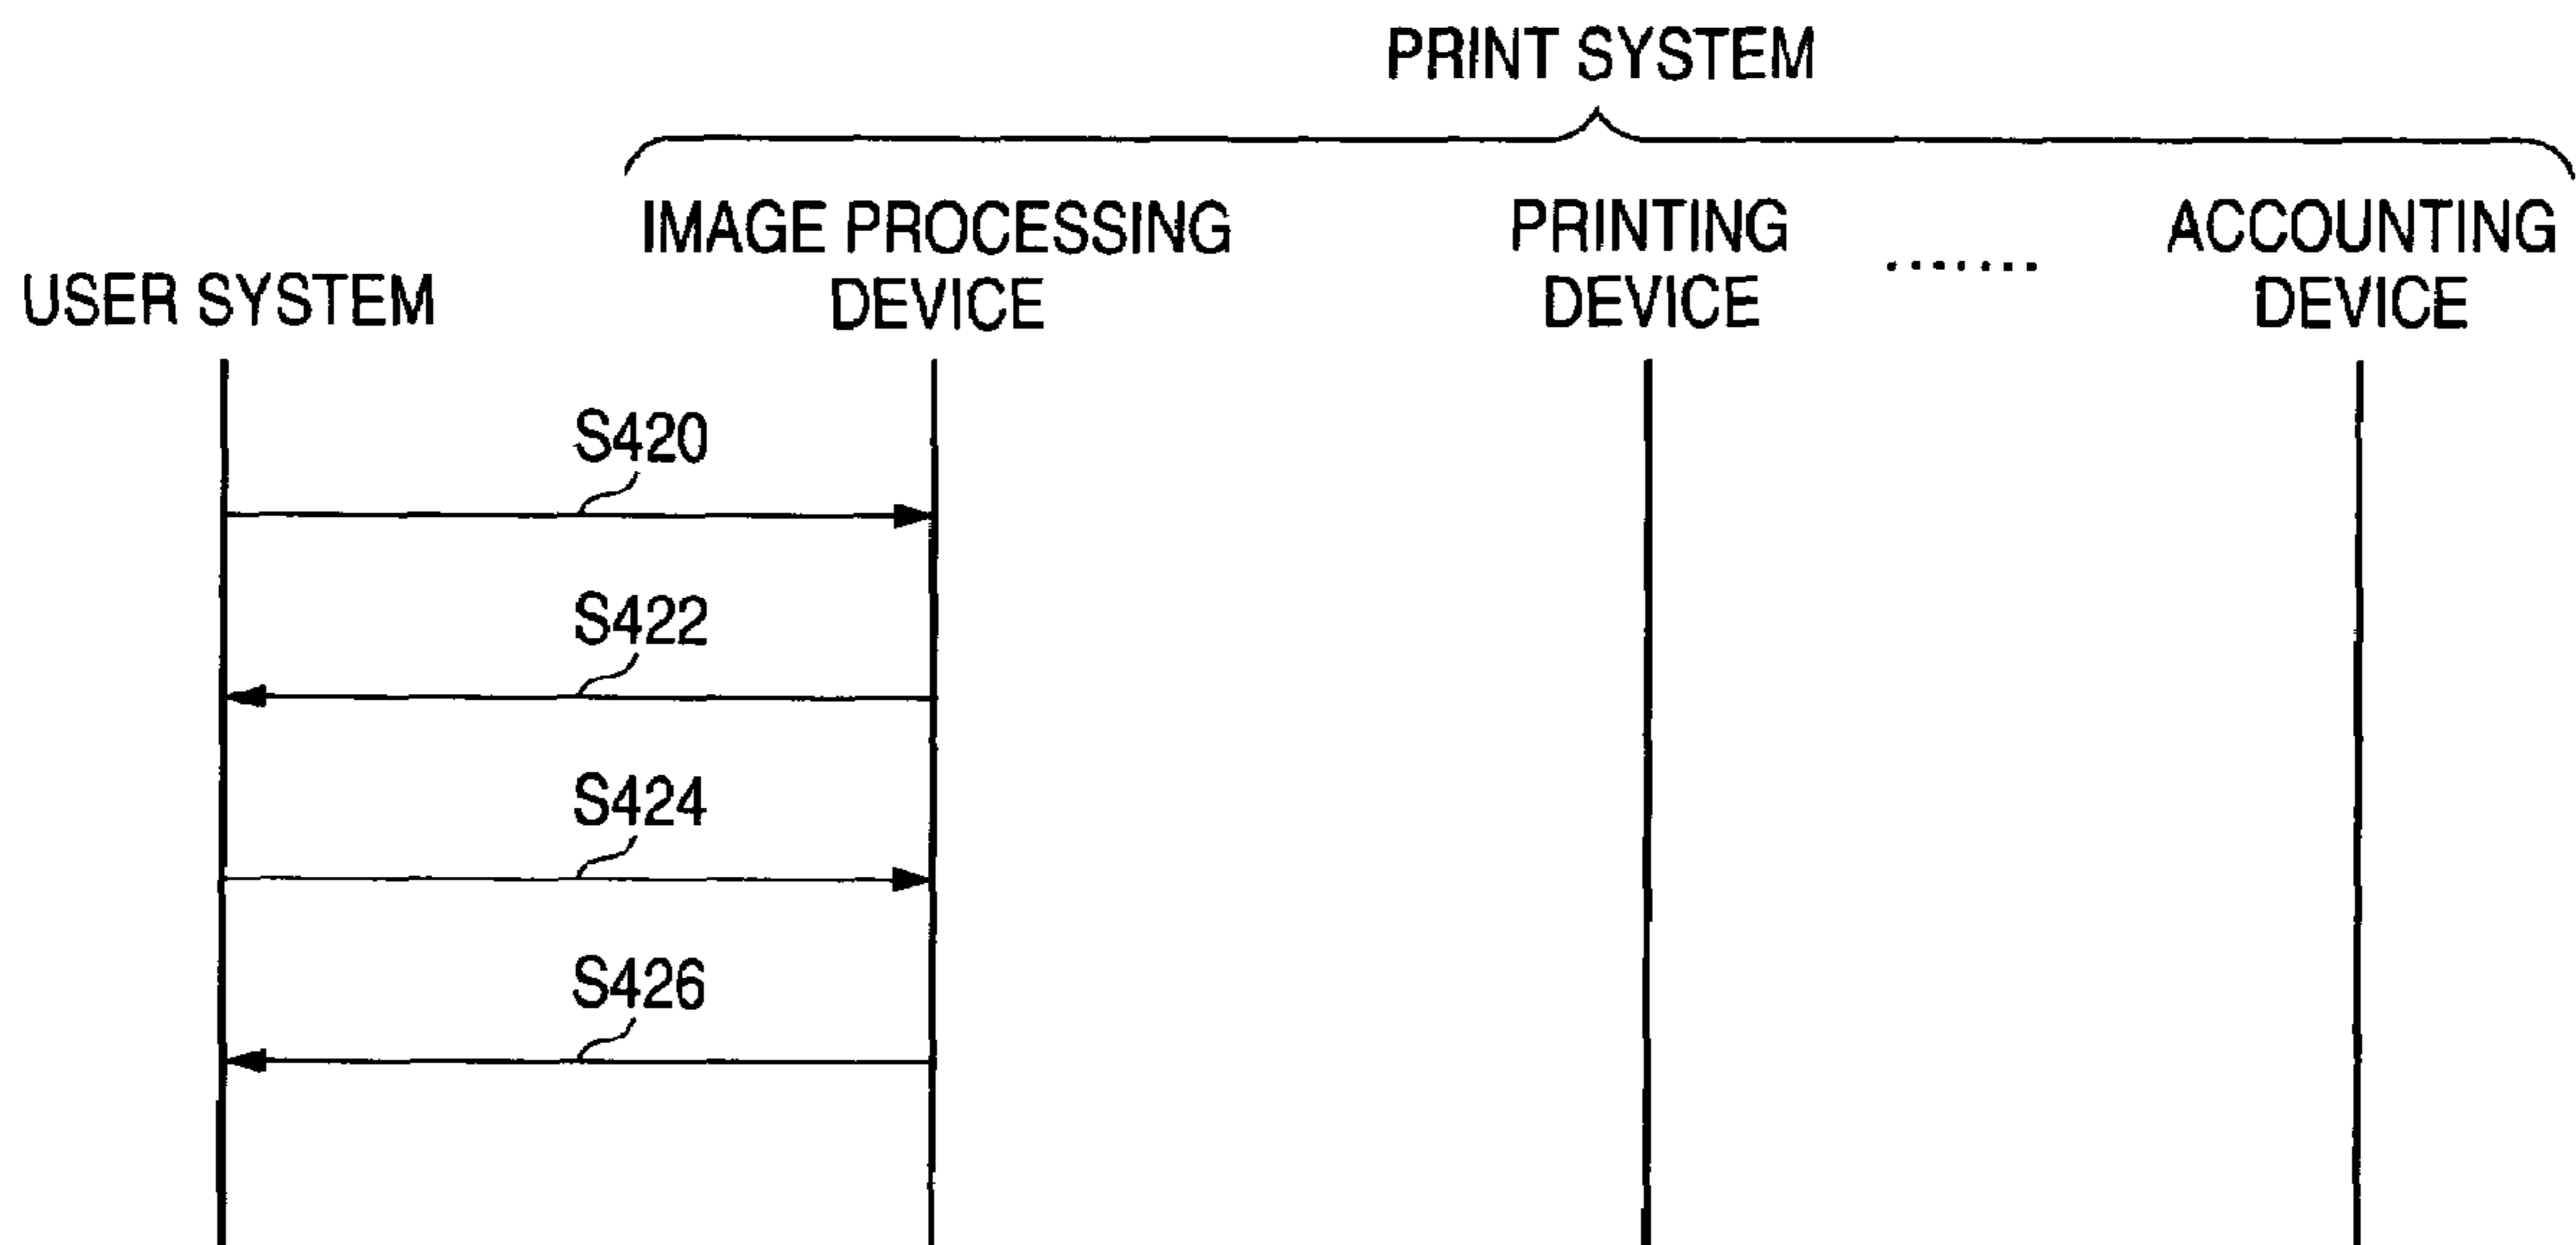 PRINT SYSTEM
USER SYSTEM
IMAGE PROCESSING
DEVICE
PRINTING
DEVICE
.......
ACCOUNTING
DEVICE
S420
S422
S424
S426